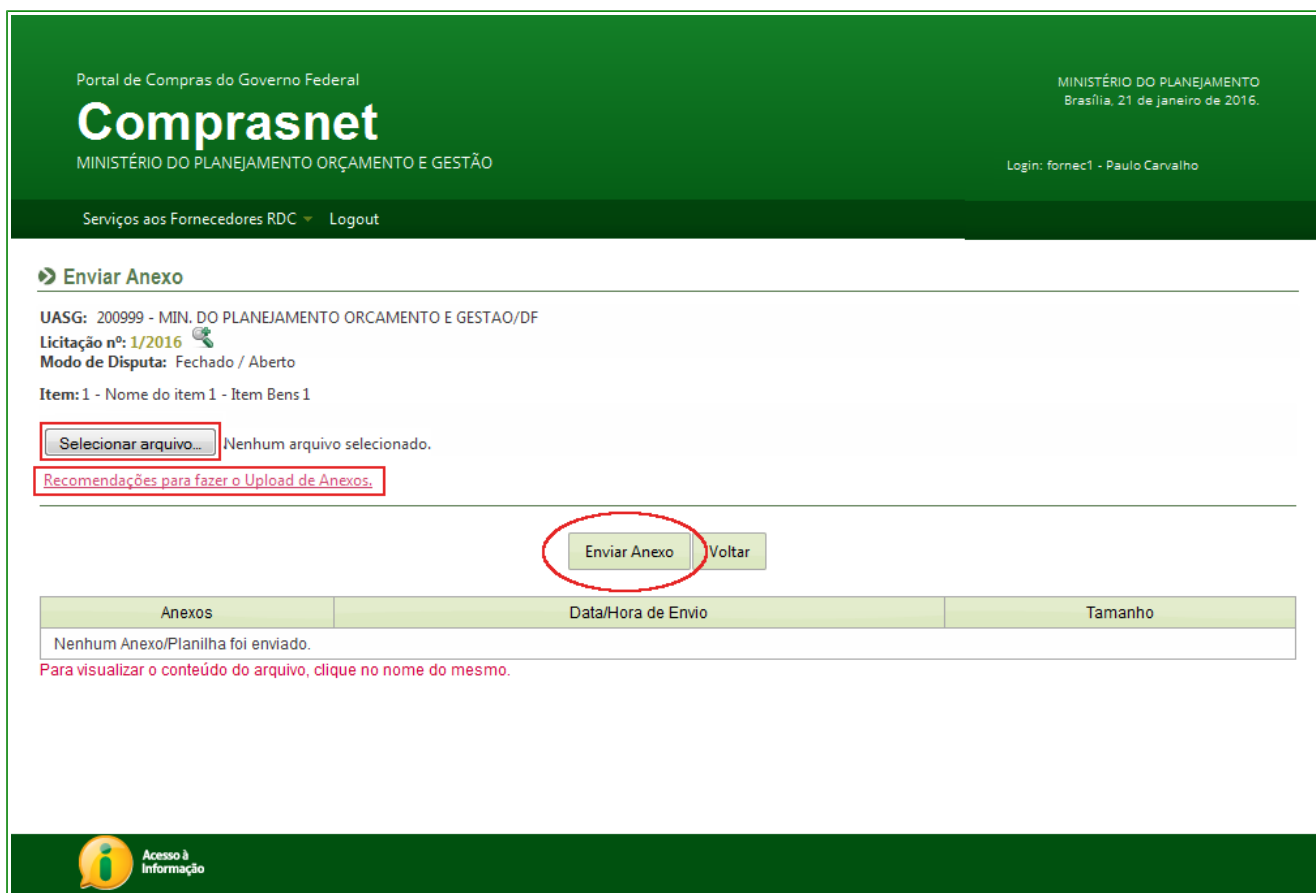 Portal de Compras do Governo Federal
Comprasnet
MINISTÉRIO DO PLANEJAMENTO ORÇAMENTO E GESTÃO
MINISTÉRIO DO PLANEJAMENTO
Brasília, 21 de janeiro de 2016.
Login: fornec1 - Paulo Carvalho
Serviços aos Fornecedores RDC Logout
Enviar Anexo
UASG: 200999 - MIN. DO PLANEJAMENTO ORCAMENTO E GESTAO/DF
Licitação nº: 1/2016
Modo de Disputa: Fechado / Aberto
Item: 1 - Nome do item 1 - Item Bens 1
Selecionar arquivo... Nenhum arquivo selecionado.
Recomendações para fazer o Upload de Anexos.
Enviar Anexo Voltar
Anexos Data/Hora de Envio Tamanho
Nenhum Anexo/Planilha foi enviado.
Para visualizar o conteúdo do arquivo, clique no nome do mesmo.
Acesso à
Informação